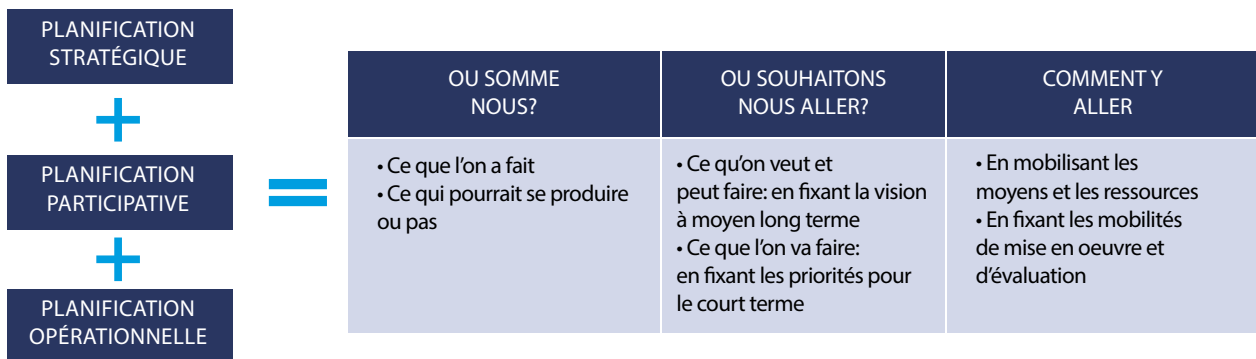 PLANIFICATION
STRATÉGIQUE
+
PLANIFICATION
PARTICIPATIVE
+
PLANIFICATION
OPÉRATIONNELLE
=
OU SOMME
NOUS?
• Ce que l'on a fait
• Ce qui pourrait se produire
ou pas
OU SOUHAITONS
NOUS ALLER?
• Ce qu'on veut et
peut faire: en fixant la vision
à moyen long terme
• Ce que l'on va faire:
en fixant les priorités pour
le court terme
COMMENT Y
ALLER
• En mobilisant les
moyens et les ressources
• En fixant les mobilités
de mise en oeuvre et
d'évaluation